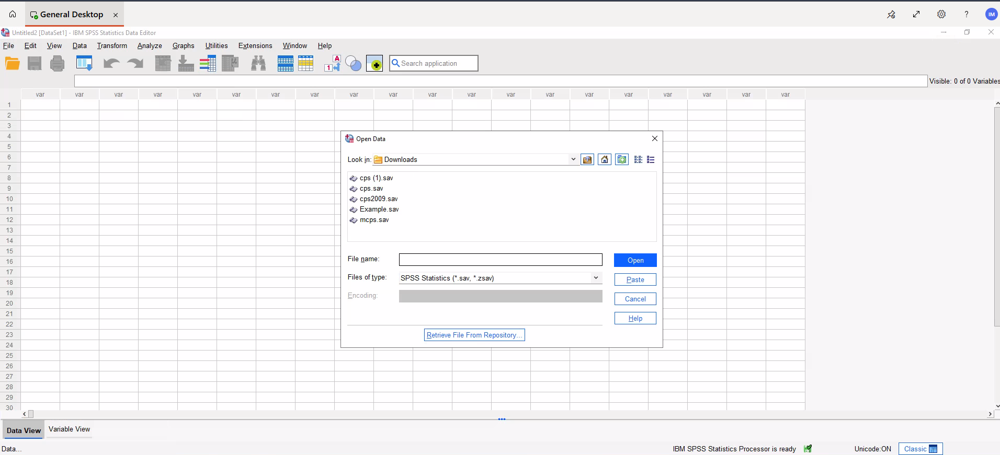 General Desktop
?
IM
Untitled2 [DataSet1] - IBM SPSS Statistics Data Editor
File Edit View Data Transform Analyze Graphs Utilities Extensions Window Help
A
1
Search application
Visible: 0 of 0 Variables
var var var var var var var var var var var var var var var var var var var var
1
2
3
4
5
6
7
8
9
10
11
12
13
14
15
16
17
18
19
20
21
22
23
24
25
26
27
28
29
30
Open Data
Look in: Downloads
cps (1).sav
cps.sav
cps2009.sav
Example.sav
mcps.sav
File name:
Open
Files of type: SPSS Statistics (*.sav, *.zsav)
Paste
Encoding:
Cancel
Help
Retrieve File From Repository...
Data View Variable View
Data... IBM SPSS Statistics Processor is ready Unicode:ON Classic